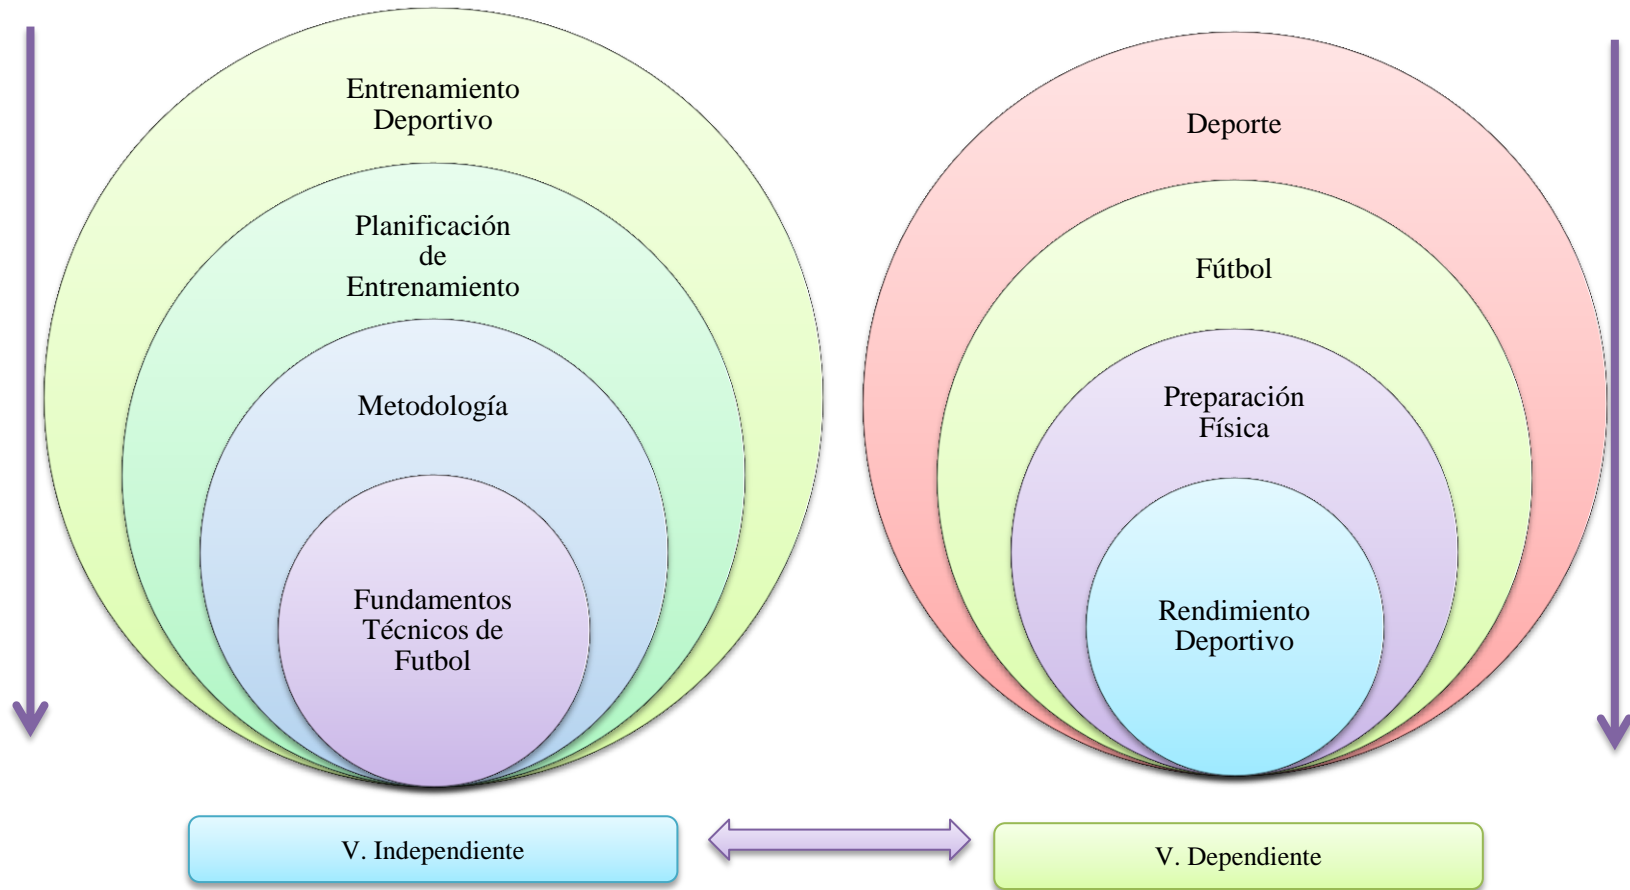 Entrenamiento
Deportivo
Planificación
de
Entrenamiento
Metodología
Fundamentos
Técnicos de
Futbol
Deporte
Fútbol
Preparación
Física
Rendimiento
Deportivo
V. Independiente
V. Dependiente